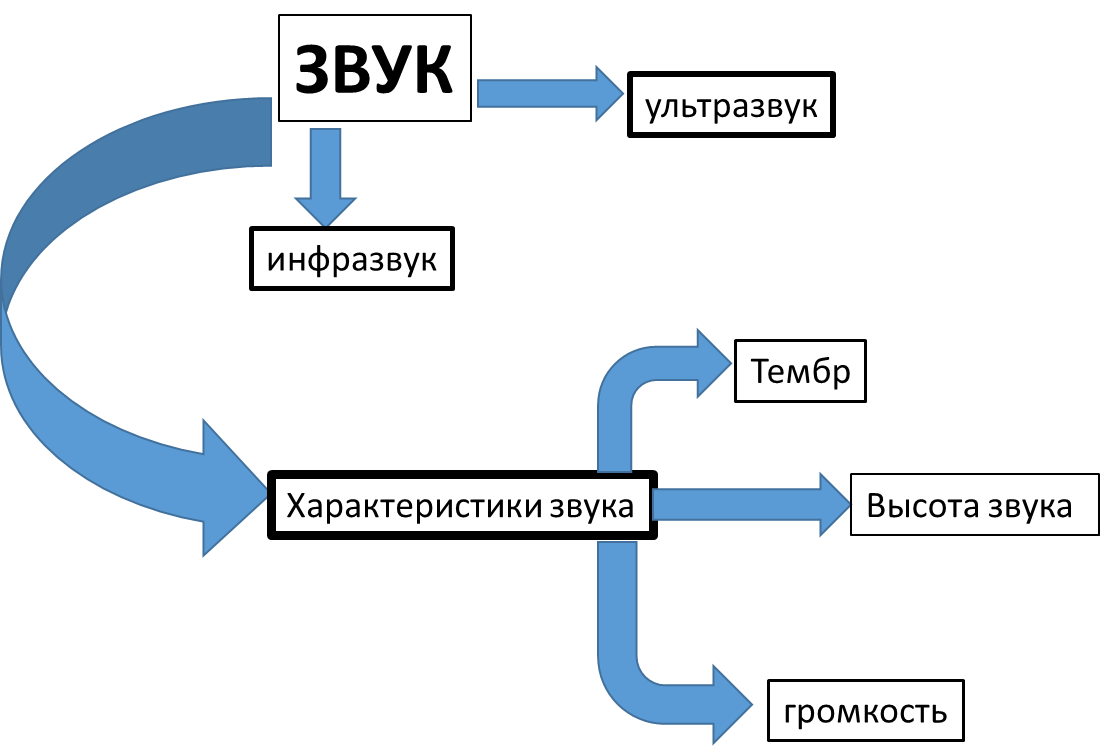 ЗВУК
ультразвук
инфразвук
Тембр
Характеристики звука
Высота звука
громкость